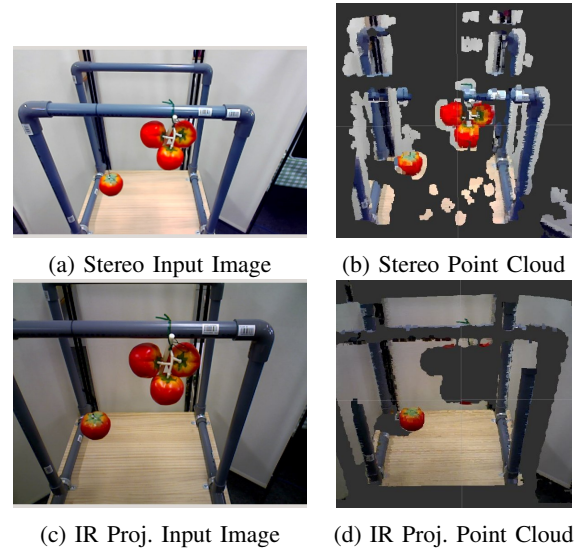 (a) Stereo Input Image
(b) Stereo Point Cloud
(c) IR Proj. Input Image
(d) IR Proj. Point Cloud